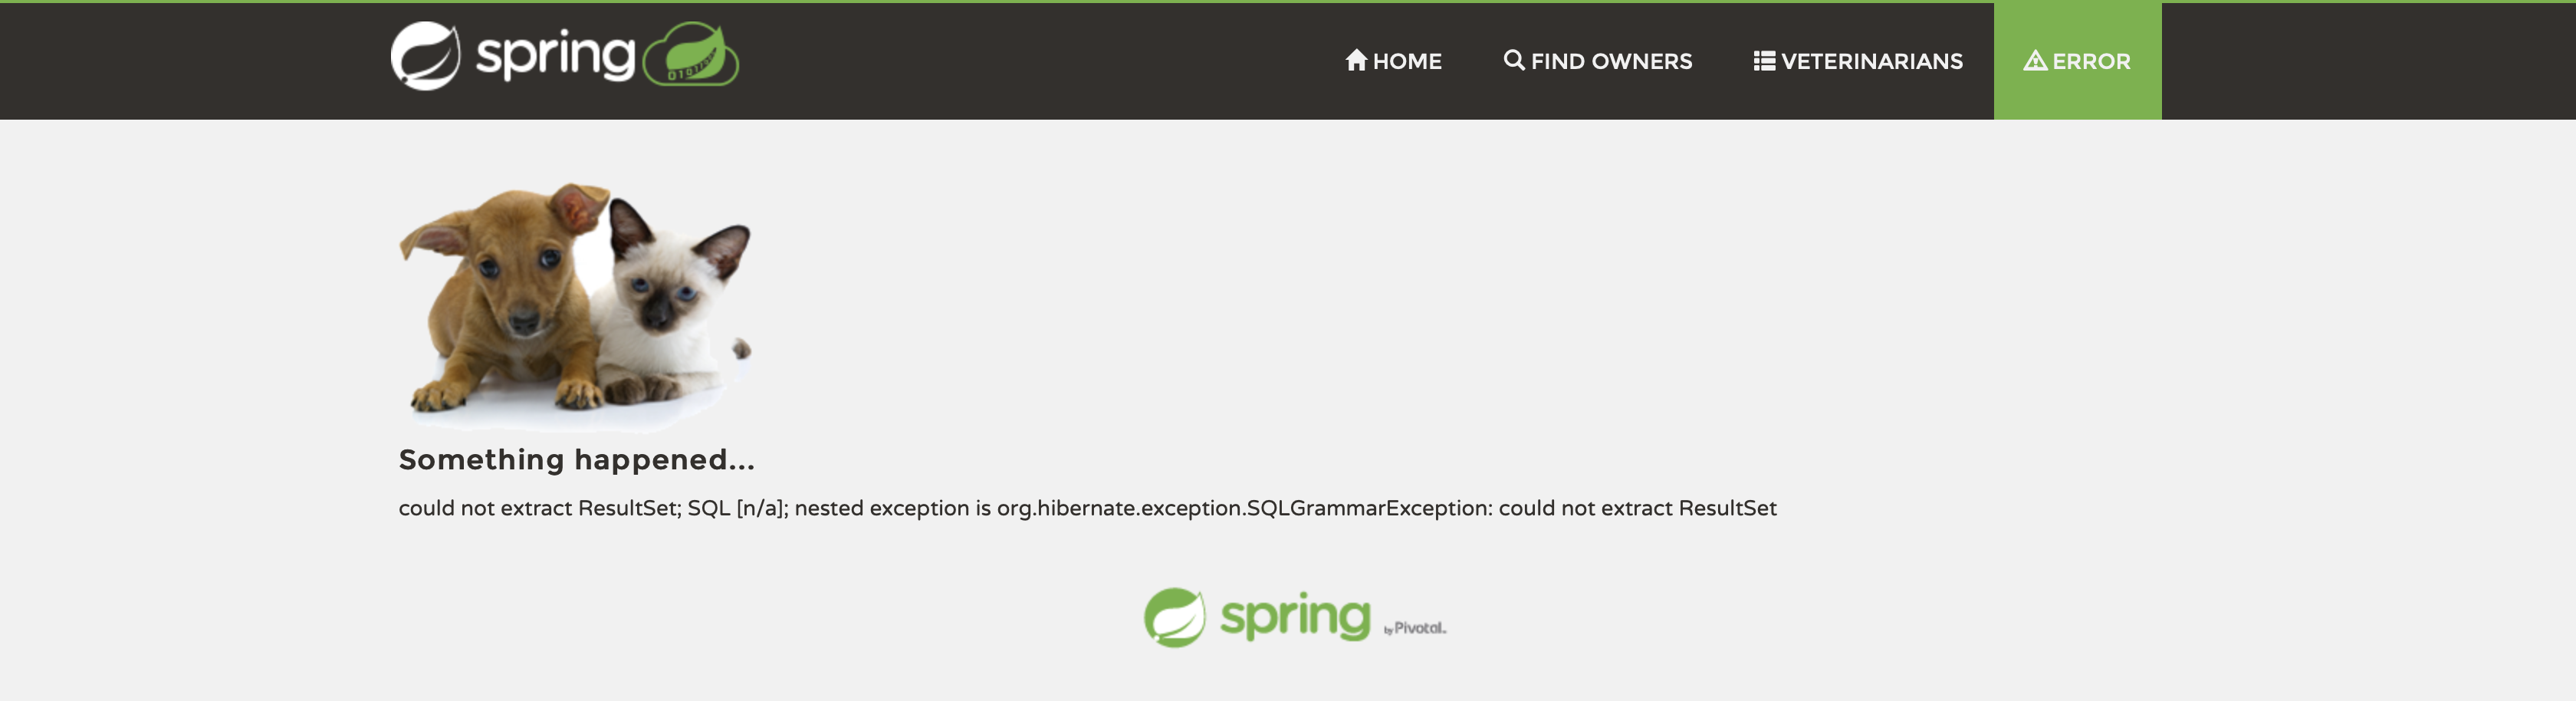 spring
HOME
FIND OWNERS
VETERINARIANS
ERROR
Something happened...
could not extract ResultSet; SQL [n/a]; nested exception is org.hibernate.exception.SQLGrammarException: could not extract ResultSet
spring by Pivotal.